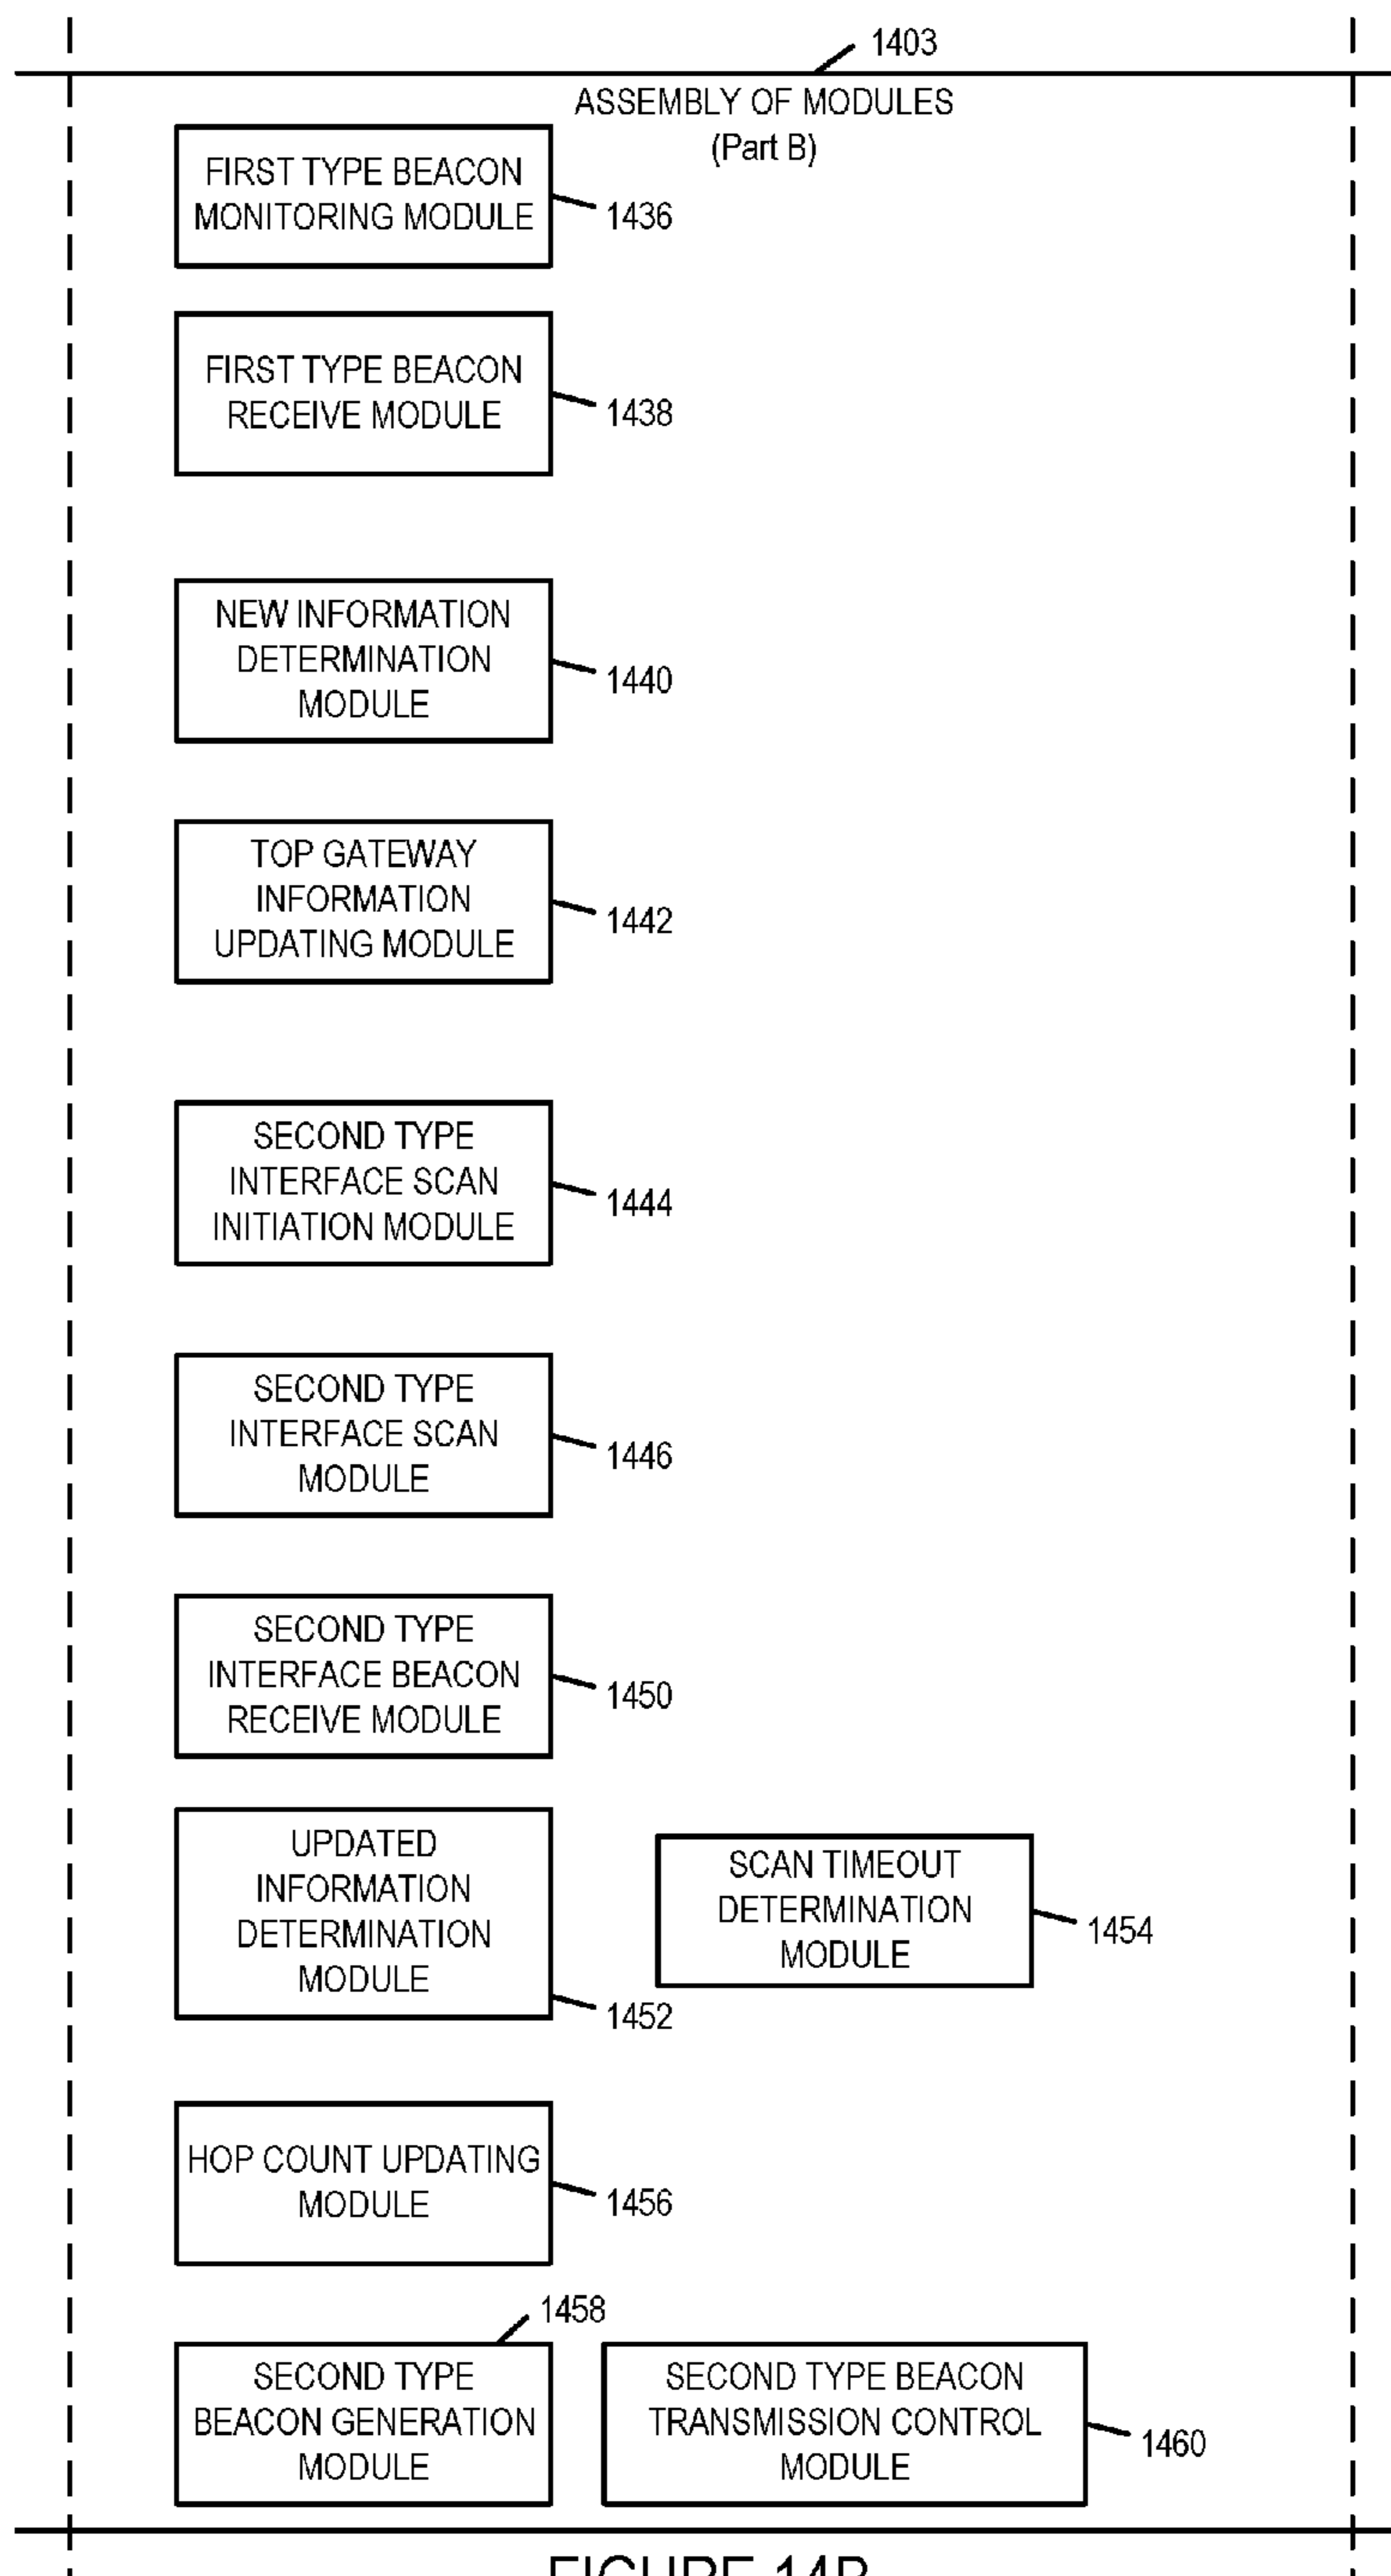 1403
ASSEMBLY OF MODULES
(Part B)
FIRST TYPE BEACON
MONITORING MODULE
1436
FIRST TYPE BEACON
RECEIVE MODULE
1438
NEW INFORMATION
DETERMINATION
MODULE
1440
TOP GATEWAY
INFORMATION
UPDATING MODULE
1442
SECOND TYPE
INTERFACE SCAN
INITIATION MODULE
1444
SECOND TYPE
INTERFACE SCAN
MODULE
1446
SECOND TYPE
INTERFACE BEACON
RECEIVE MODULE
1450
UPDATED
INFORMATION
DETERMINATION
MODULE
1452
SCAN TIMEOUT
DETERMINATION
MODULE
1454
HOP COUNT UPDATING
MODULE
1456
1458
SECOND TYPE
BEACON GENERATION
MODULE
SECOND TYPE BEACON
TRANSMISSION CONTROL
MODULE
1460
FIGURE 14B